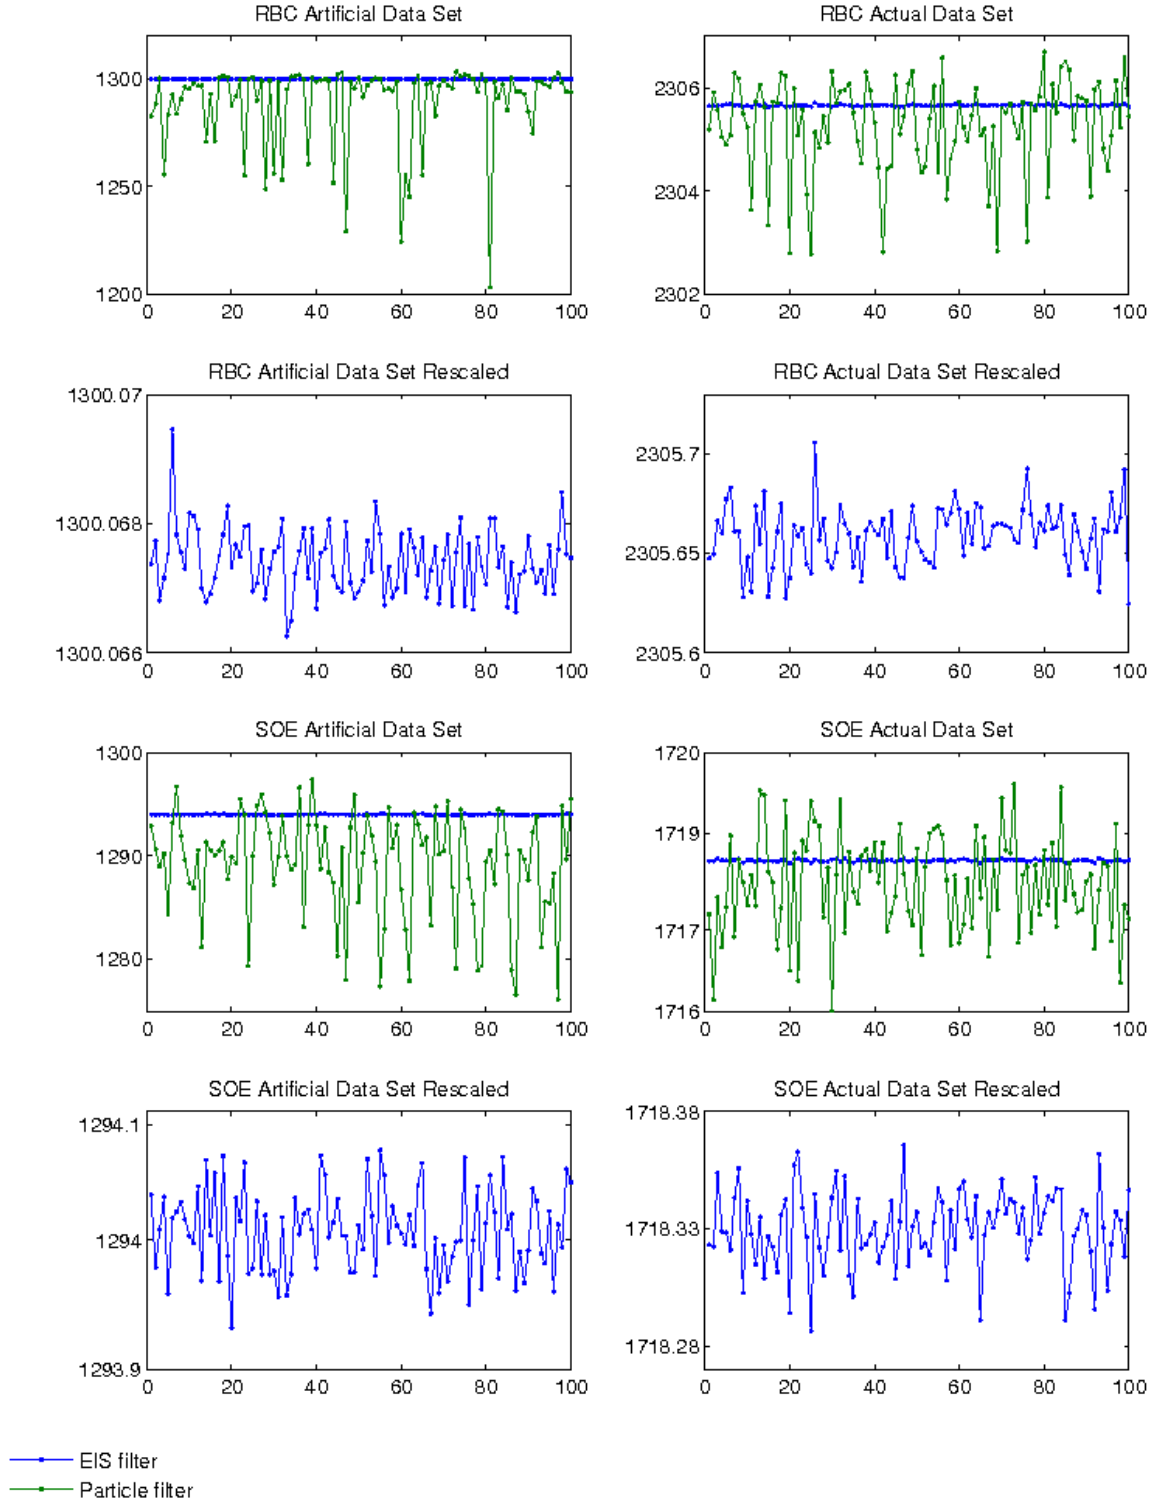 RBC Artificial Data Set
RBC Actual Data Set
1300
1250
1200
0 20 40 60 80 100
2306
2304
2302
0 20 40 60 80 100
RBC Artificial Data Set Rescaled
RBC Actual Data Set Rescaled
1300.07
1300.068
1300.066
0 20 40 60 80 100
2305.7
2305.65
2305.6
0 20 40 60 80 100
SOE Artificial Data Set
SOE Actual Data Set
1300
1290
1280
0 20 40 60 80 100
1720
1719
1717
1716
0 20 40 60 80 100
SOE Artificial Data Set Rescaled
SOE Actual Data Set Rescaled
1294.1
1294
1293.9
0 20 40 60 80 100
1718.38
1718.33
1718.28
0 20 40 60 80 100
EIS filter
Particle filter